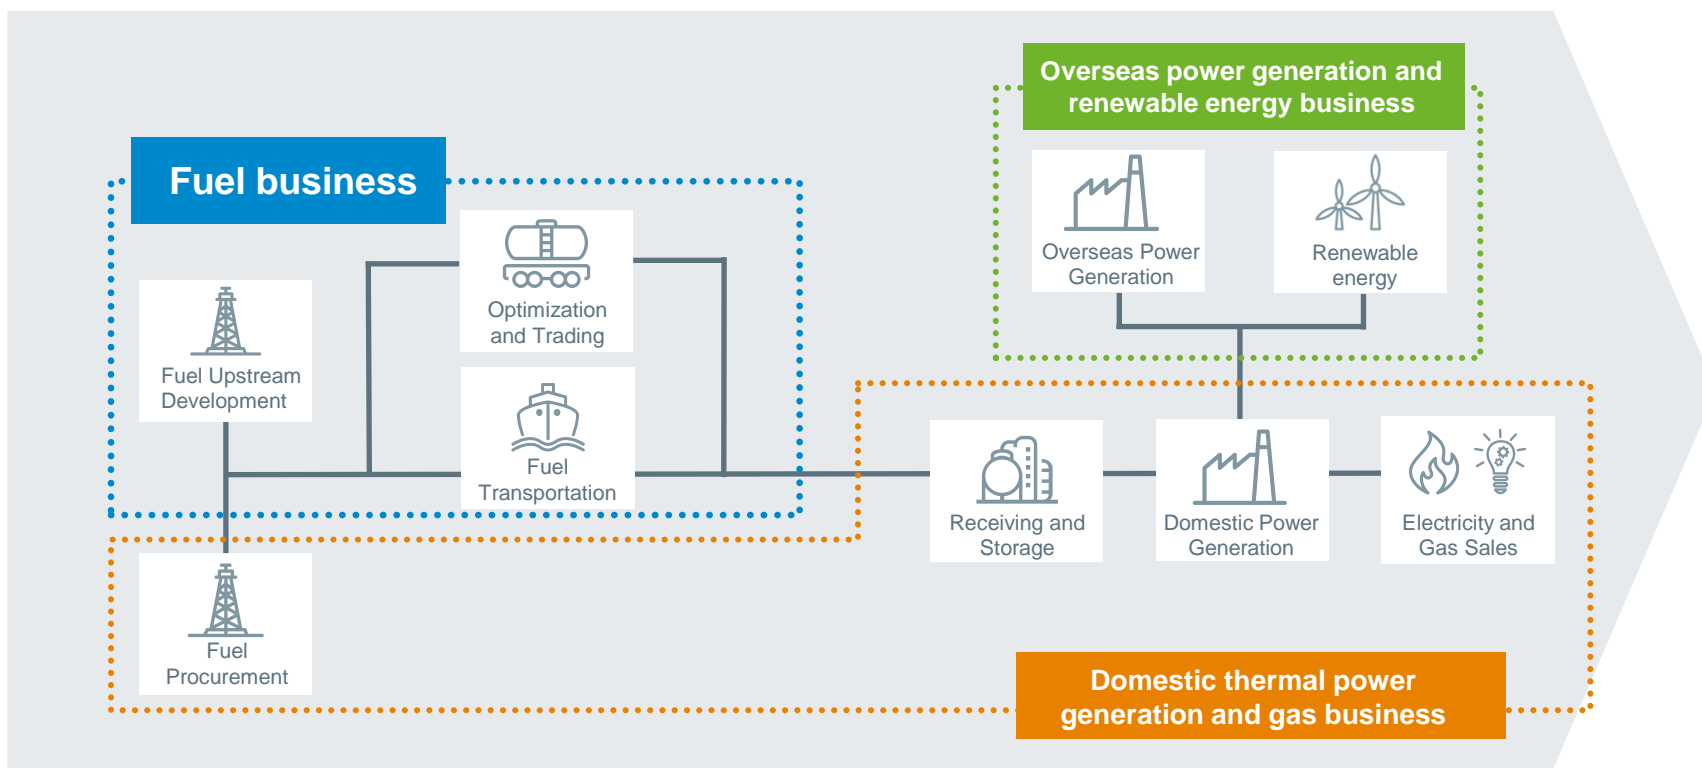 Overseas power generation and
renewable energy business
Fuel business
Overseas Power
Generation
Renewable
energy
Optimization
and Trading
Fuel Upstream
Development
Fuel
Transportation
Receiving and
Storage
Domestic Power
Generation
Electricity and
Gas Sales
Fuel
Procurement
Domestic thermal power
generation and gas business